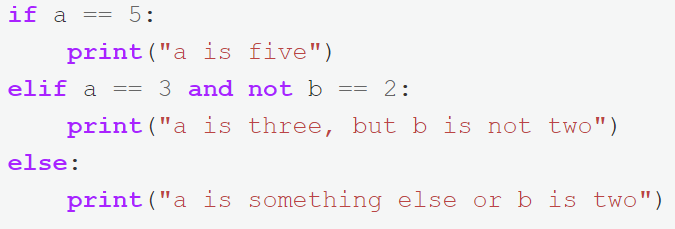 if a == 5:
    print("a is five")
elif a == 3 and not b == 2:
    print("a is three, but b is not two")
else:
    print("a is something else or b is two")